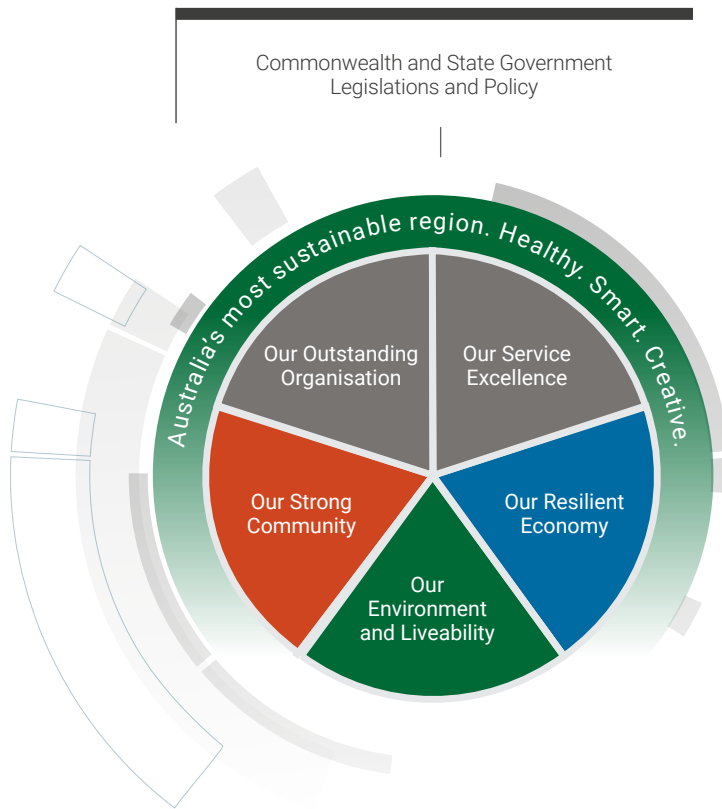 Commonwealth and State Government
Legislations and Policy
Australia's most sustainable region. Healthy. Smart. Creative.
Our Outstanding
Organisation
Our Service
Excellence
Our Strong
Community
Our Resilient
Economy
Our
Environment
and Liveability